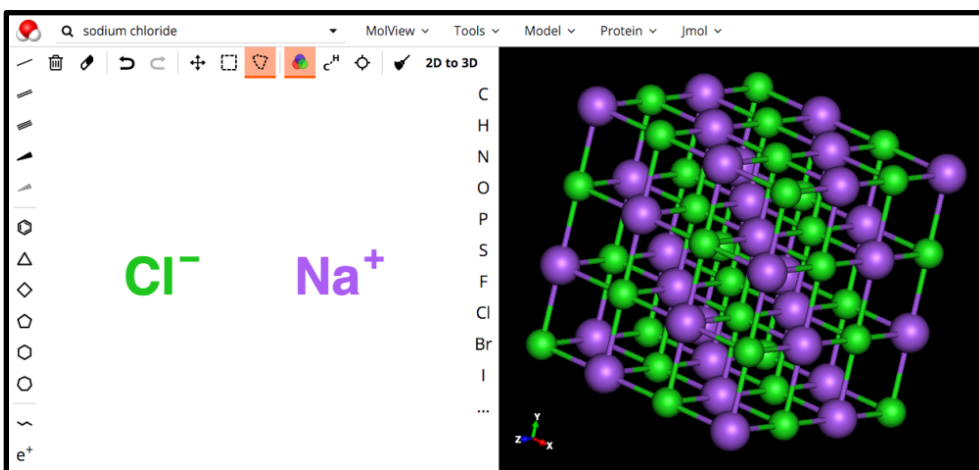 sodium chloride MolView Tools Model Protein Jmol
C H 2D to 3D
C
H
N
O
P
S
F
Cl⁻ Na⁺
Cl
Br
I
...
e⁺
Y
Z X